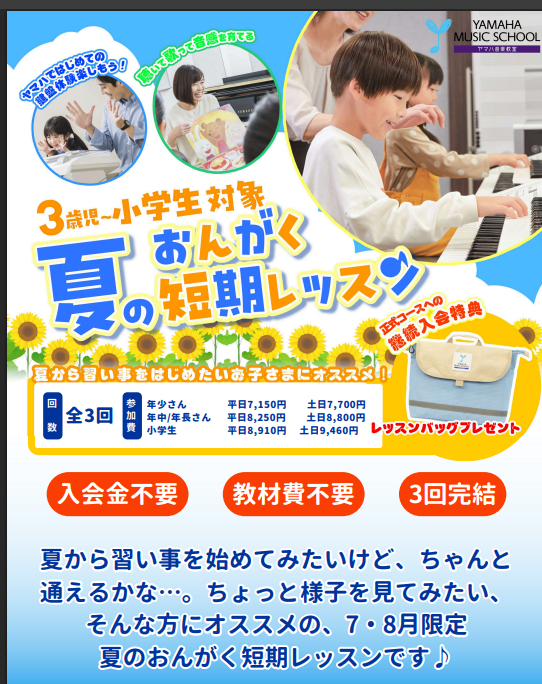 YAMAHA
MUSIC SCHOOL
ヤマハ音楽教室
ヤマハではじめての
鍵盤体験楽しもう！
聴いて歌って音感を育てる
3歳児~小学生対象
夏のおんがく
短期レッスン
正式コースへの
継続入会特典
レッスンバッグプレゼント
夏から習い事をはじめたいお子さまにオススメ！
回数 全3回 参加費
年少さん 平日7,150円 土日7,700円
年中/年長さん 平日8,250円 土日8,800円
小学生 平日8,910円 土日9,460円
入会金不要 教材費不要 3回完結
夏から習い事を始めてみたいけど、ちゃんと
通えるかな…。ちょっと様子を見てみたい、
そんな方にオススメの、7・8月限定
夏のおんがく短期レッスンです♪